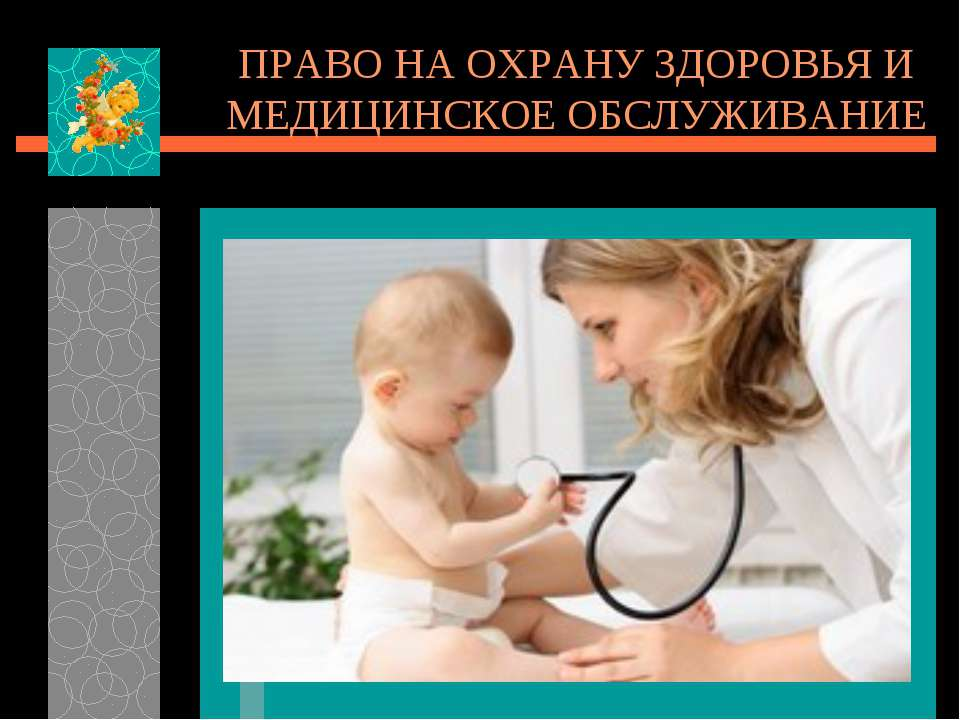 ПРАВО НА ОХРАНУ ЗДОРОВЬЯ И
МЕДИЦИНСКОЕ ОБСЛУЖИВАНИЕ